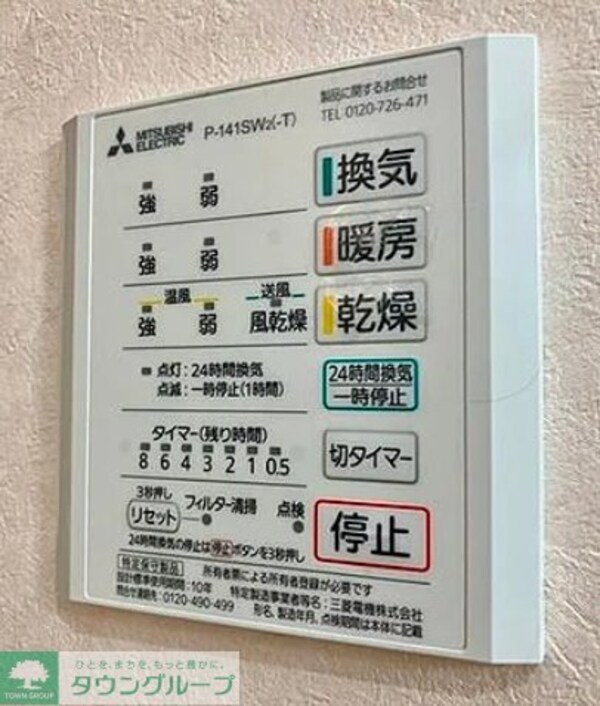 MITSUBISHI
ELECTRIC
P-141SW2(-T)
製品に関するお問合せ
TEL 0120-726-471
強 弱 換気
強 弱 暖房
温風 送風
強 弱 風乾燥 乾燥
点灯:24時間換気
点滅:一時停止(1時間)
24時間換気
一時停止
タイマー(残り時間)
8 6 4 3 2 1 0.5
切タイマー
3秒押し
リセット フィルター清掃 点検
停止
24時間換気の停止は停止ボタンを3秒押し
特定保守製品 所有者票による所有者登録が必要です
設計標準使用期間:10年 特定製造事業者等名:三菱電機株式会社
問合せ連絡先:0120-490-499 形名、製造年月、点検期間は本体に記載
TOWN GROUP
ひとを、まちを、もっと豊かに。
タウングループ